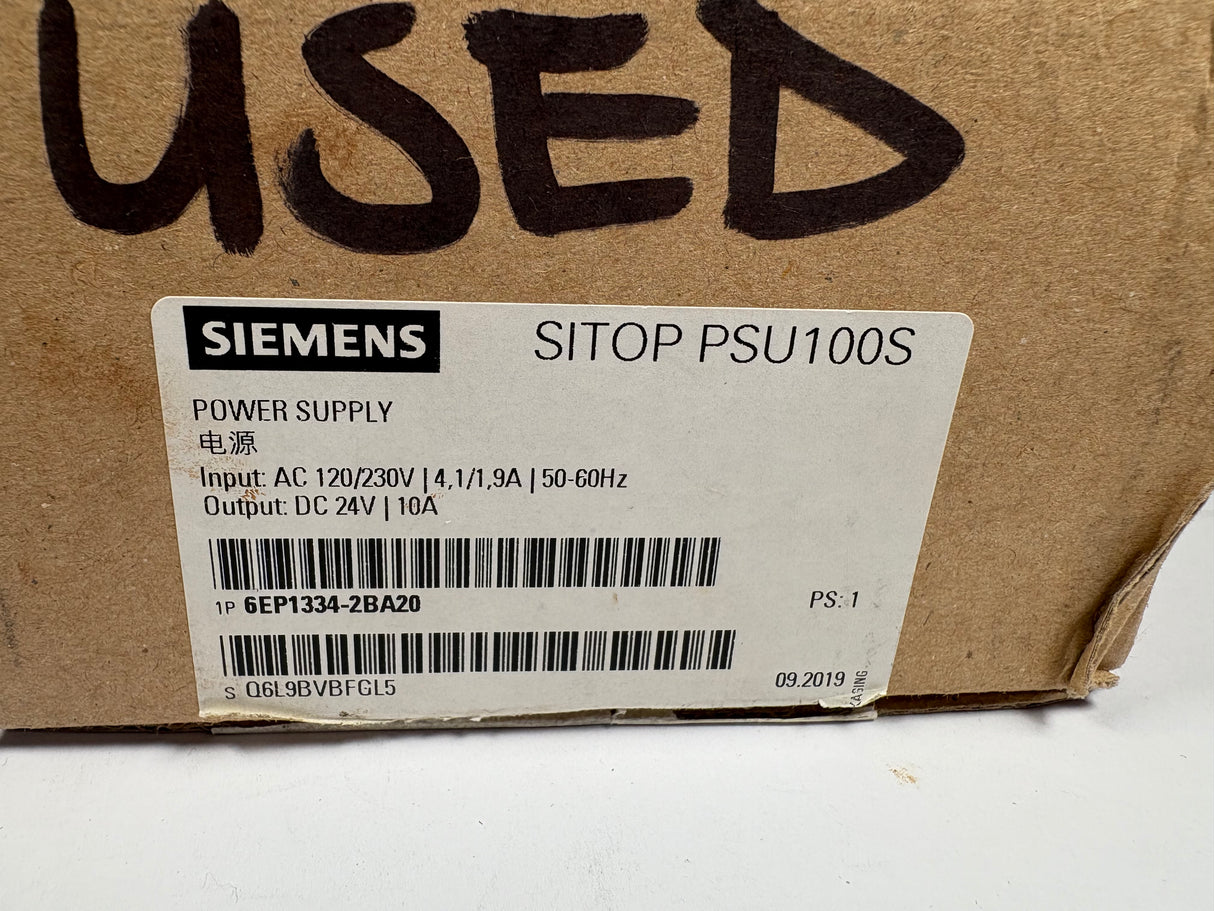 USED
SIEMENS SITOP PSU100S
POWER SUPPLY
电源
Input: AC 120/230V | 4,1/1,9A | 50-60Hz
Output: DC 24V | 10A
1P 6EP1334-2BA20 PS: 1
S Q6L9BVBFGL5 09.2019